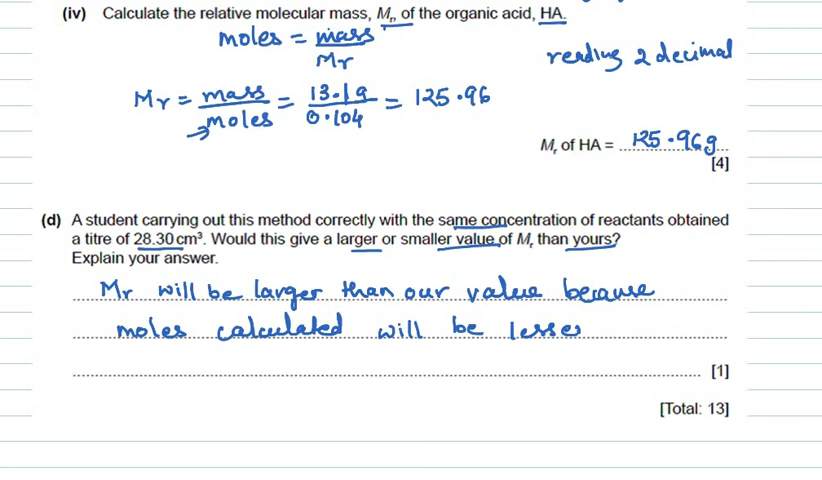 (iv) Calculate the relative molecular mass, Mr, of the organic acid, HA.
moles = mass
Mr
reading 2 decimal
Mr = mass = 13.1g = 125.96
moles 0.104
Mr of HA = 125.96g
[4]
(d) A student carrying out this method correctly with the same concentration of reactants obtained
a titre of 28.30 cm³. Would this give a larger or smaller value of Mr than yours?
Explain your answer.
Mr will be larger than our value because
moles calculated will be lesser
[1]
[Total: 13]